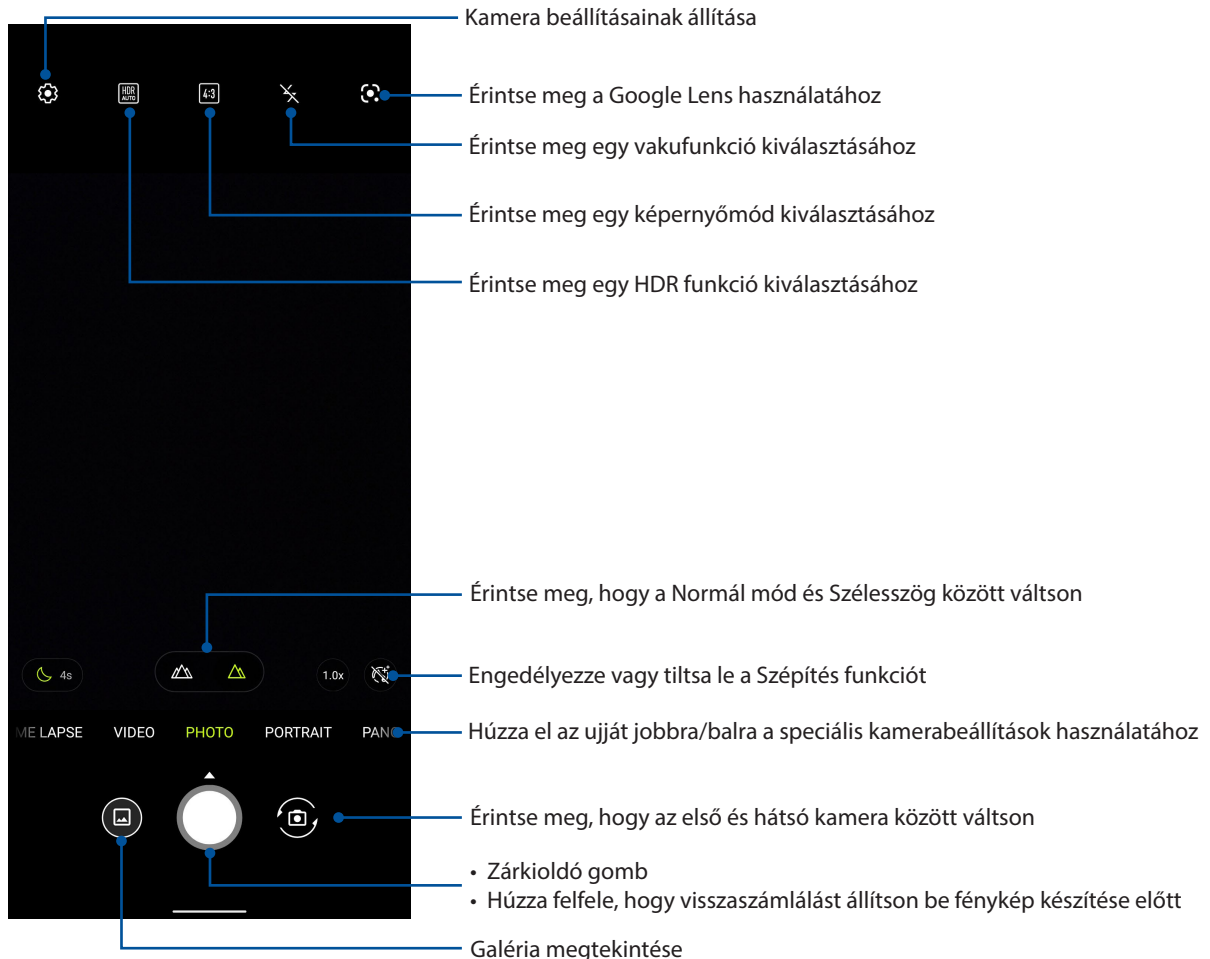 Kamera beállításainak állítása
HDR
AUTO
4:3
Érintse meg a Google Lens használatához
Érintse meg egy vakufunkció kiválasztásához
Érintse meg egy képernyőmód kiválasztásához
Érintse meg egy HDR funkció kiválasztásához
Érintse meg, hogy a Normál mód és Szélesszög között váltson
4s
1.0x
Engedélyezze vagy tiltsa le a Szépítés funkciót
ME LAPSE VIDEO PHOTO PORTRAIT PANO
Húzza el az ujját jobbra/balra a speciális kamerabeállítások használatához
Érintse meg, hogy az első és hátsó kamera között váltson
• Zárkioldó gomb
• Húzza felfele, hogy visszaszámlálást állítson be fénykép készítése előtt
Galéria megtekintése